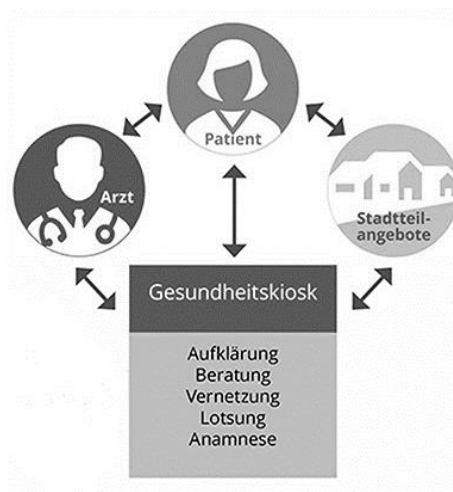 Patient
Arzt
Stadtteil-
angebote
Gesundheitskiosk
Aufklärung
Beratung
Vernetzung
Lotsung
Anamnese